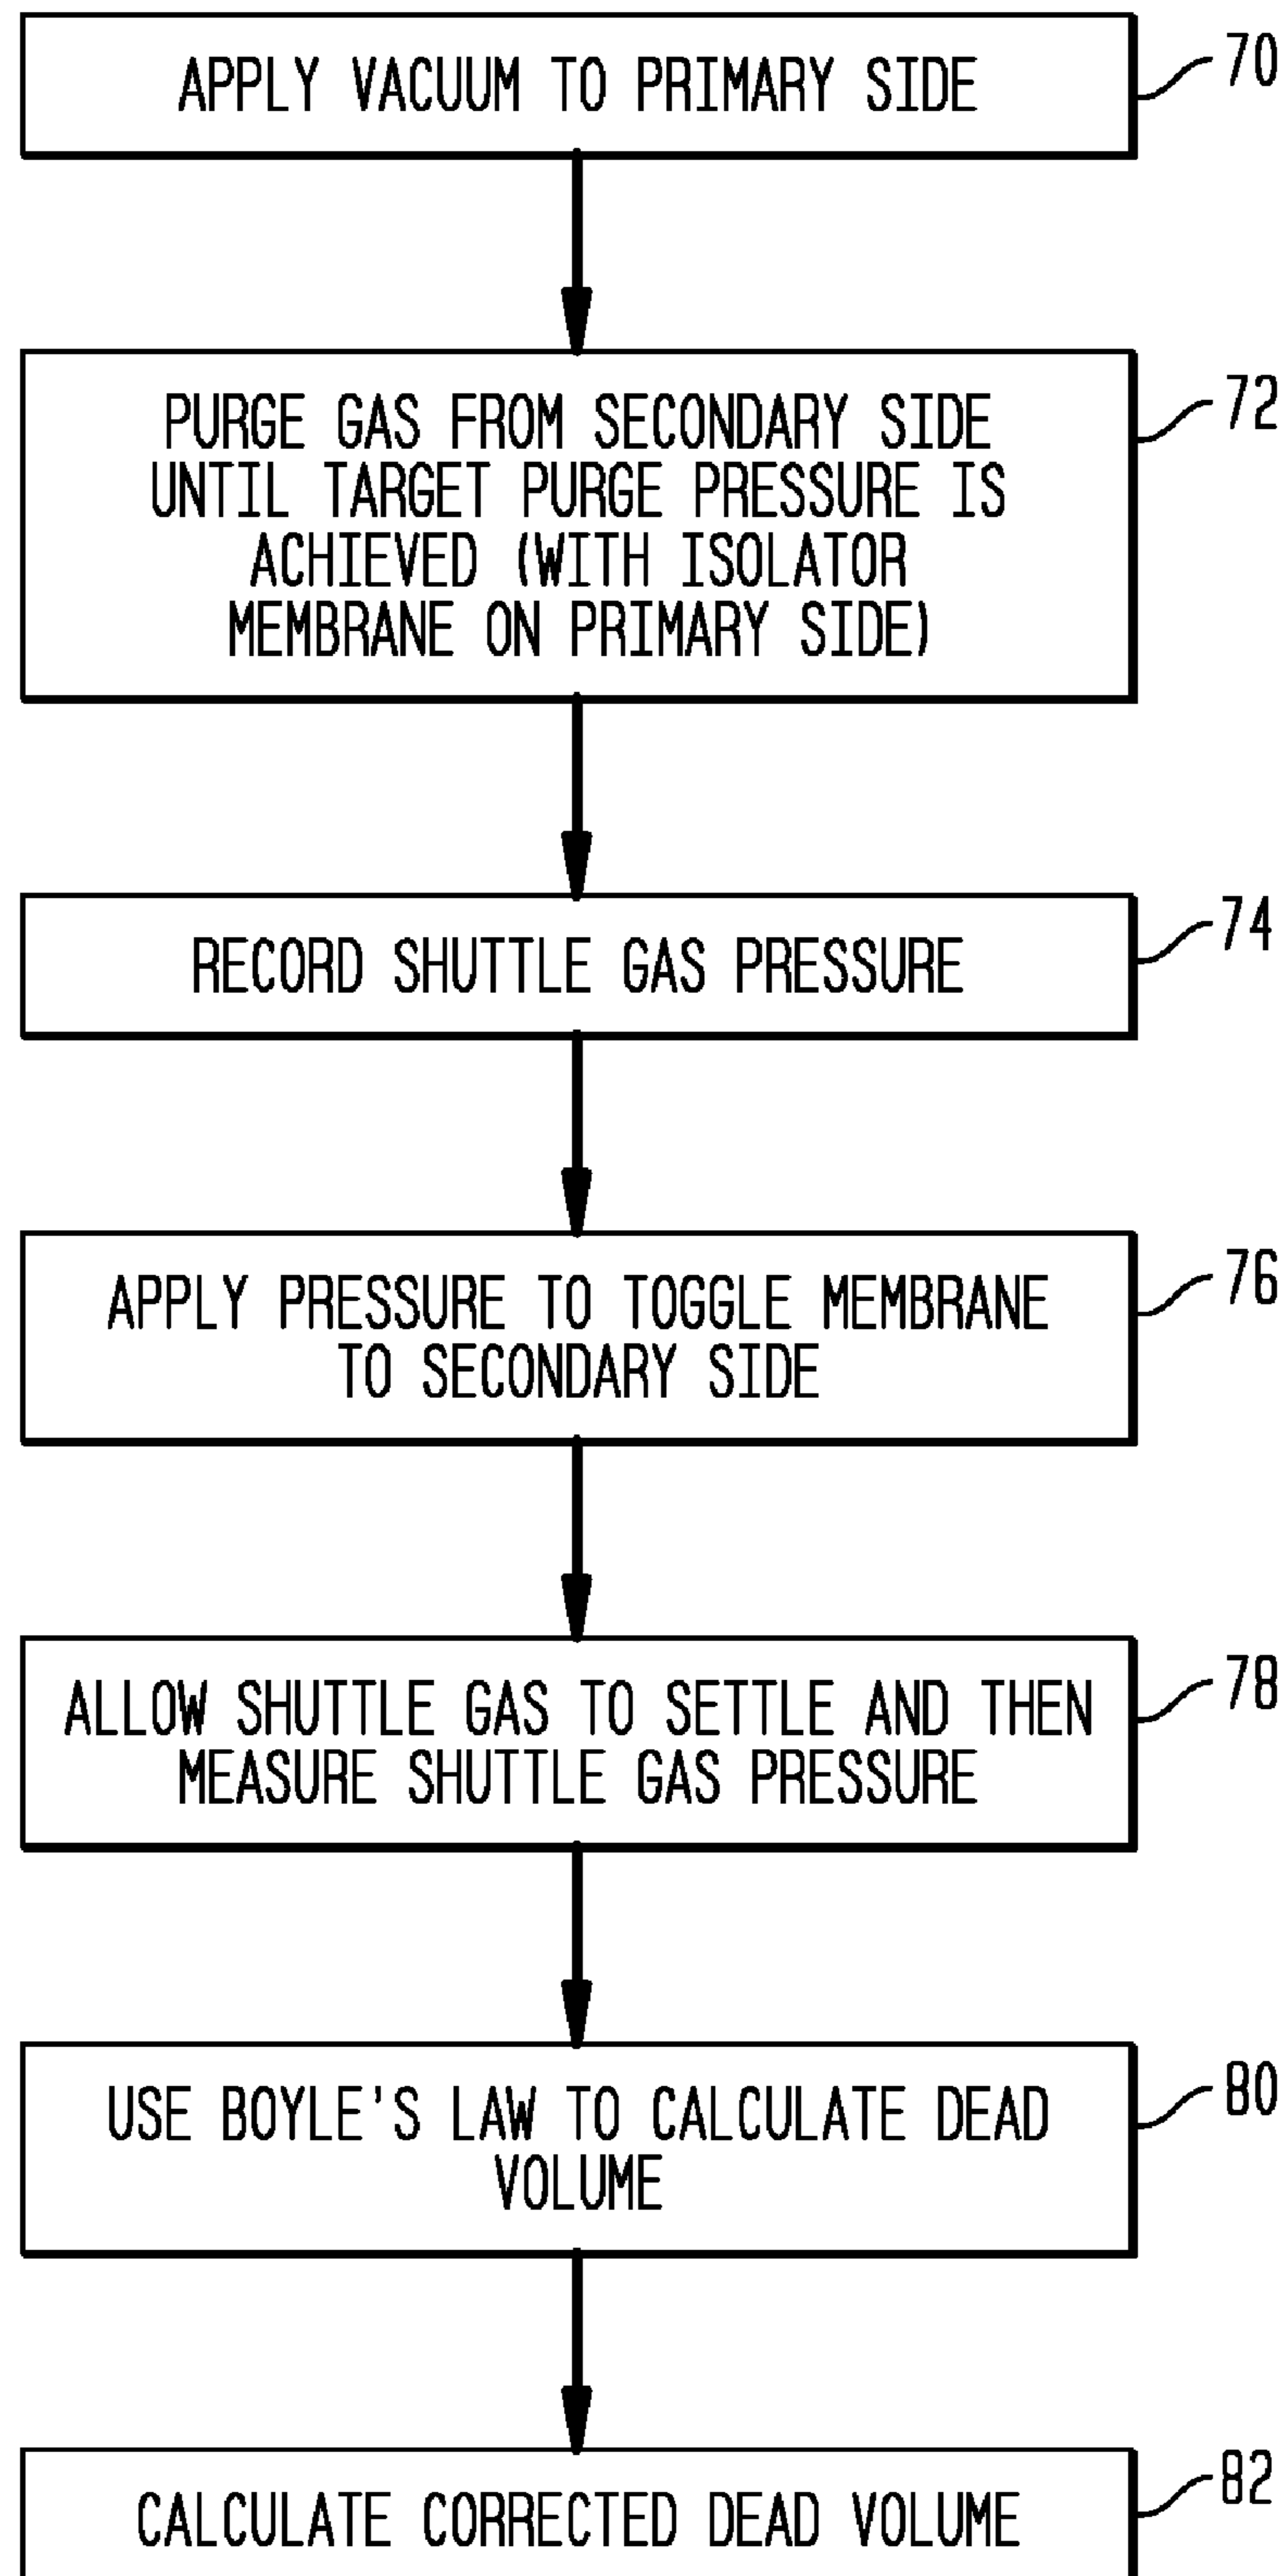 APPLY VACUUM TO PRIMARY SIDE
70
PURGE GAS FROM SECONDARY SIDE
UNTIL TARGET PURGE PRESSURE IS
ACHIEVED (WITH ISOLATOR
MEMBRANE ON PRIMARY SIDE)
72
RECORD SHUTTLE GAS PRESSURE
74
APPLY PRESSURE TO TOGGLE MEMBRANE
TO SECONDARY SIDE
76
ALLOW SHUTTLE GAS TO SETTLE AND THEN
MEASURE SHUTTLE GAS PRESSURE
78
USE BOYLE'S LAW TO CALCULATE DEAD
VOLUME
80
CALCULATE CORRECTED DEAD VOLUME
82